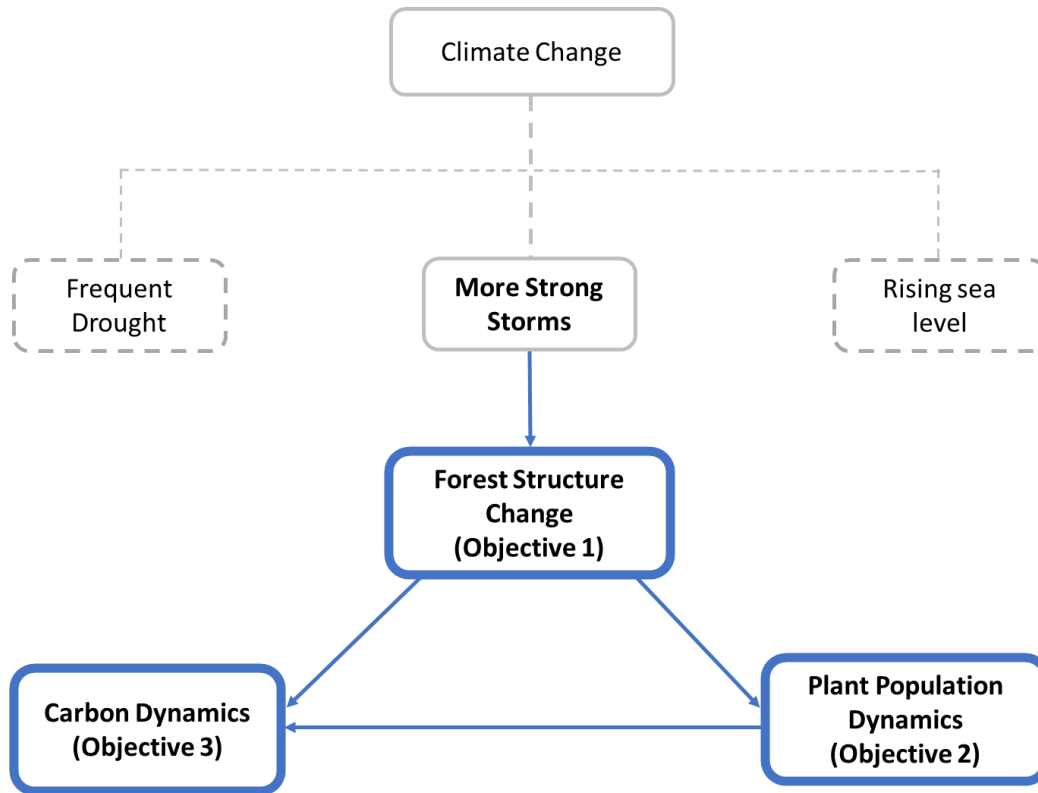 Climate Change
Frequent
Drought
More Strong
Storms
Rising sea
level
Forest Structure
Change
(Objective 1)
Carbon Dynamics
(Objective 3)
Plant Population
Dynamics
(Objective 2)